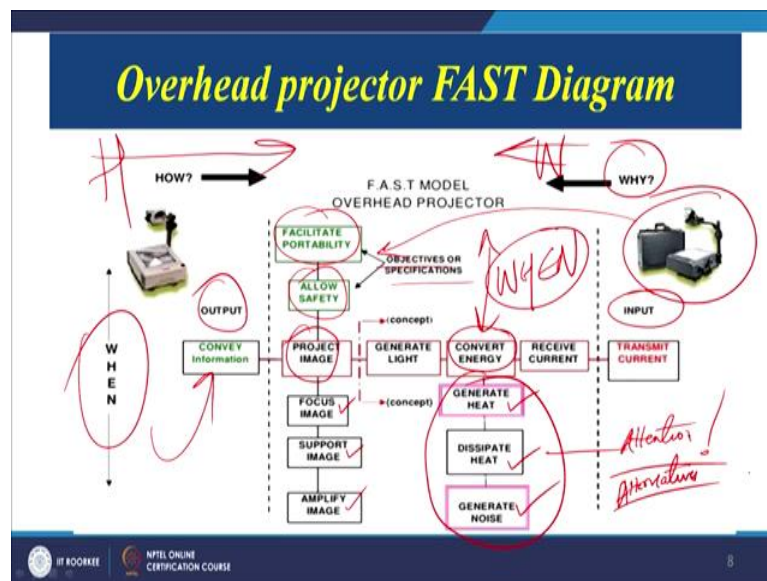 Overhead projector FAST Diagram
H
HOW?
W
WHY?
F.A.S.T MODEL
OVERHEAD PROJECTOR
FACILITATE
PORTABILITY
OBJECTIVES OR
SPECIFICATIONS
WHEN
ALLOW
SAFETY
OUTPUT
INPUT
(concept)
WHEN
CONVEY
Information
PROJECT
IMAGE
GENERATE
LIGHT
CONVERT
ENERGY
RECEIVE
CURRENT
TRANSMIT
CURRENT
(concept)
FOCUS
IMAGE
GENERATE
HEAT
SUPPORT
IMAGE
DISSIPATE
HEAT
AMPLIFY
IMAGE
GENERATE
NOISE
IIT ROORKEE
NPTEL ONLINE
CERTIFICATION COURSE
8